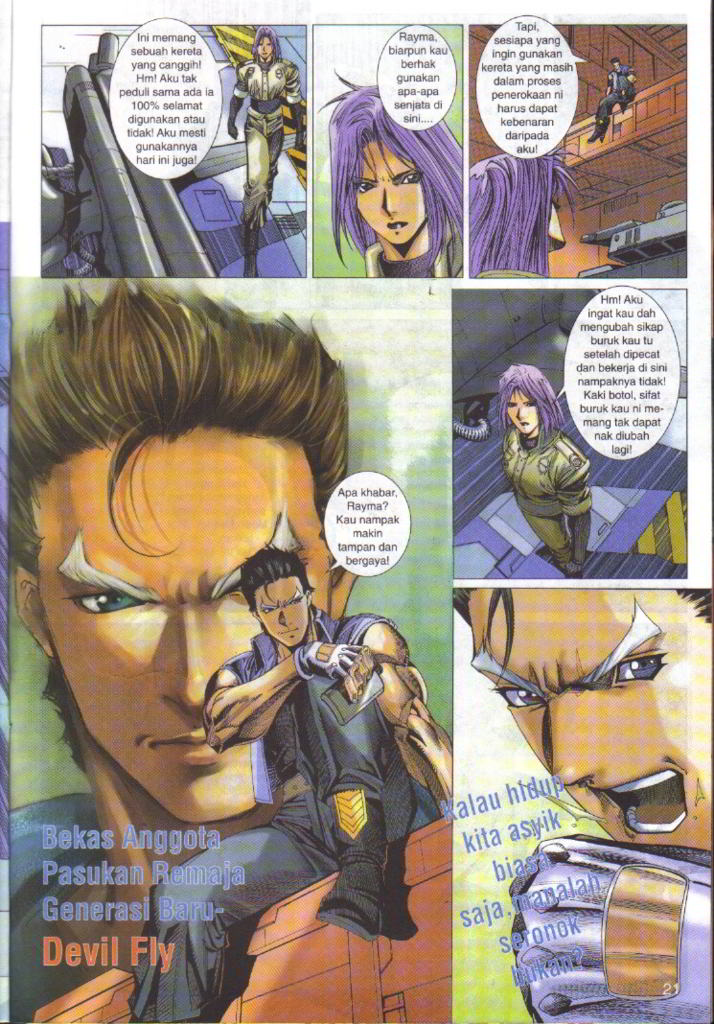 Ini memang
sebuah kereta
yang canggih!
Hm! Aku tak
peduli sama ada ia
100% selamat
digunakan atau
tidak! Aku mesti
gunakannya
hari ini juga!
Rayma,
biarpun kau
berhak
gunakan
apa-apa
senjata di
sini....
Tapi,
sesiapa yang
ingin gunakan
kereta yang masih
dalam proses
penerokaan ni
harus dapat
kebenaran
daripada
aku!
Hm! Aku
ingat kau dah
mengubah sikap
buruk kau tu
setelah dipecat
dan bekerja di sini
nampaknya tidak!
Kaki botol, sifat
buruk kau ni me-
mang tak dapat
nak diubah
lagi!
Apa khabar,
Rayma?
Kau nampak
makin
tampan dan
bergaya!
Bekas Anggota
Pasukan Remaja
Generasi Baru-
Devil Fly
Kalau hidup
kita asyik
biasa
saja, manalah
seronok
bukan?
21